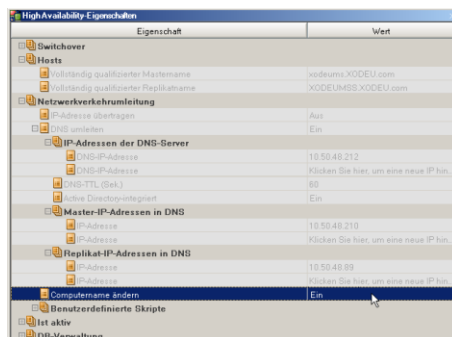 HighAvailability-Eigenschaften
Eigenschaft Wert
Switchover
Hosts
Vollständig qualifizierter Mastername xodeums.XODEU.com
Vollständig qualifizierter Replikatname XODEUMSS.XODEU.com
Netzwerkverkehrumleitung
IP-Adresse übertragen Aus
DNS umleiten Ein
IP-Adressen der DNS-Server
DNS-IP-Adresse 10.50.48.212
DNS-IP-Adresse Klicken Sie hier, um eine neue IP hin...
DNS-TTL (Sek.) 60
Active Directory-integriert Ein
Master-IP-Adressen in DNS
IP-Adresse 10.50.48.210
IP-Adresse Klicken Sie hier, um eine neue IP hin...
Replikat-IP-Adressen in DNS
IP-Adresse 10.50.48.89
IP-Adresse Klicken Sie hier, um eine neue IP hin...
Computername ändern Ein
Benutzerdefinierte Skripte
Ist aktiv
DB-Verwaltung